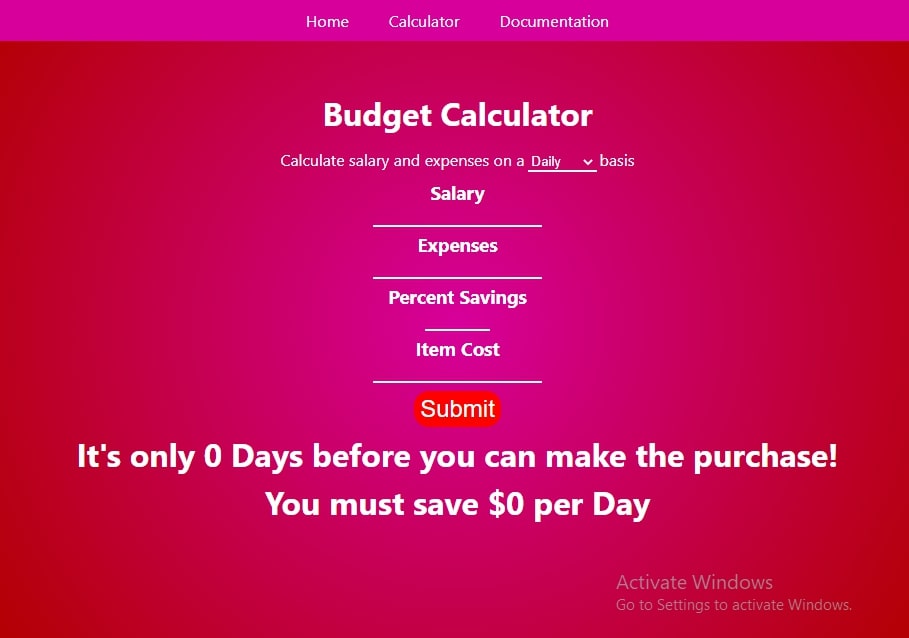 Home Calculator Documentation
Budget Calculator
Calculate salary and expenses on a Daily basis
Salary
Expenses
Percent Savings
Item Cost
Submit
It's only 0 Days before you can make the purchase!
You must save $0 per Day
Activate Windows
Go to Settings to activate Windows.